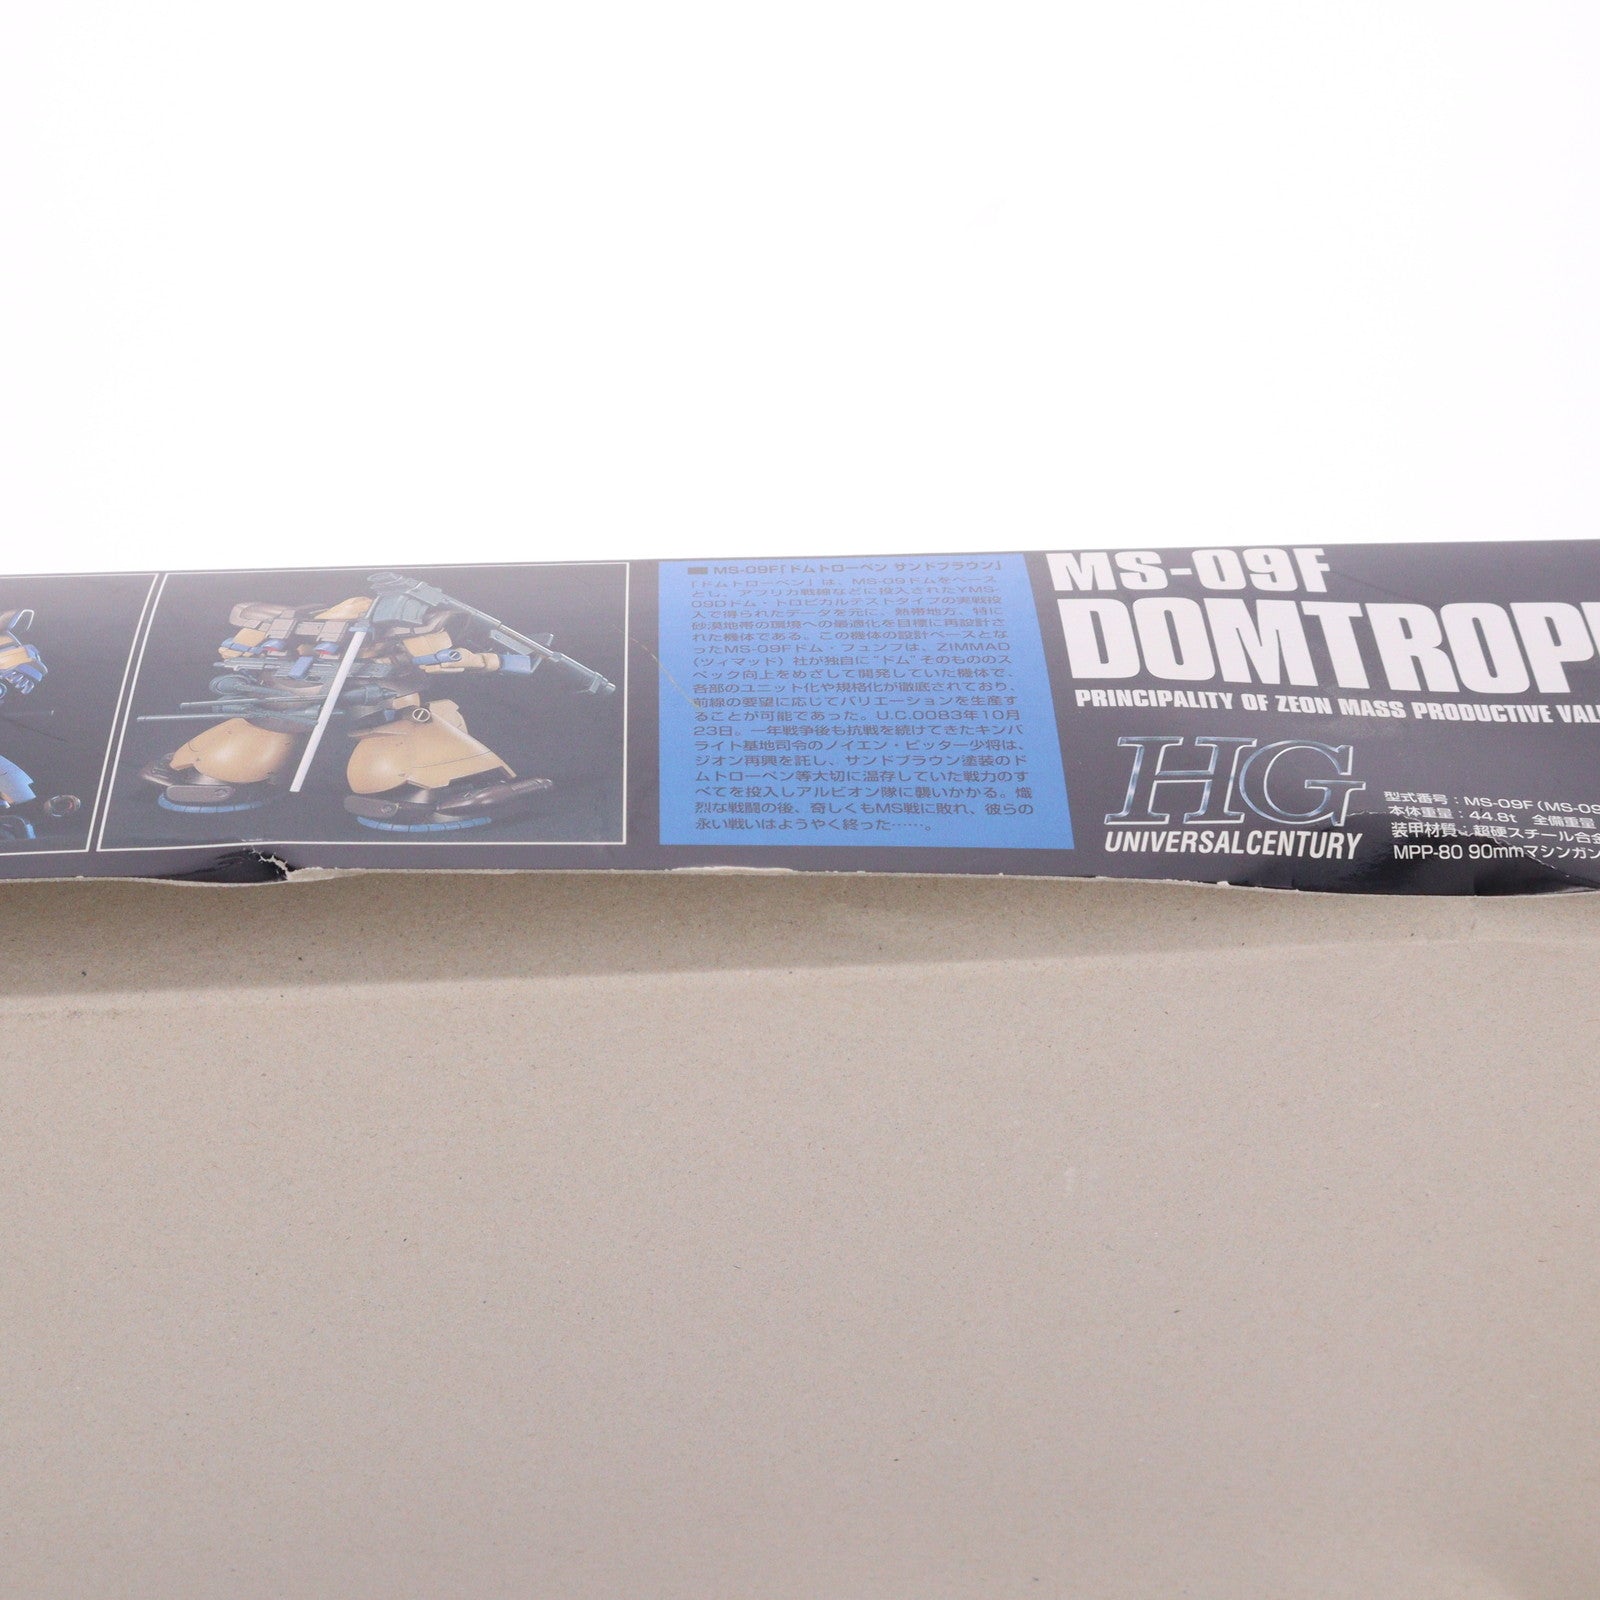 ■ MS-09F「ドムトローペン サンドブラウン」
「ドムトローペン」は、MS-09ドムをベース
とし、アフリカ戦線などに投入されたYMS-
09Dドム・トロピカルテストタイプの実戦投
入で得られたデータを元に、熱帯地方、特に
砂漠地帯の環境への最適化を目標に再設計さ
れた機体である。この機体の設計ベースとな
ったMS-09Fドム・フュンフは、ZIMMAD
(ツィマッド)社が独自に"ドム"そのもののス
ペック向上をめざして開発していた機体で、
各部のユニット化や規格化が徹底されており、
前線の要望に応じてバリエーションを生産す
ることが可能であった。U.C.0083年10月
23日。一年戦争後も抗戦を続けてきたキンバ
ライト基地司令のノイエン・ビッター少将は、
ジオン再興を託し、サンドブラウン塗装のド
ムトローペン等大切に温存していた戦力のす
べてを投入しアルビオン隊に襲いかかる。熾
烈な戦闘の後、奇しくもMS戦に敗れ、彼らの
永い戦いはようやく終った……。
MS-09F
DOMTROP
PRINCIPALITY OF ZEON MASS PRODUCTIVE VAL
HG
UNIVERSALCENTURY
型式番号：MS-09F(MS-09
本体重量：44.8t 全備重量
装甲材質：超硬スチール合金
MPP-80 90mmマシンガン